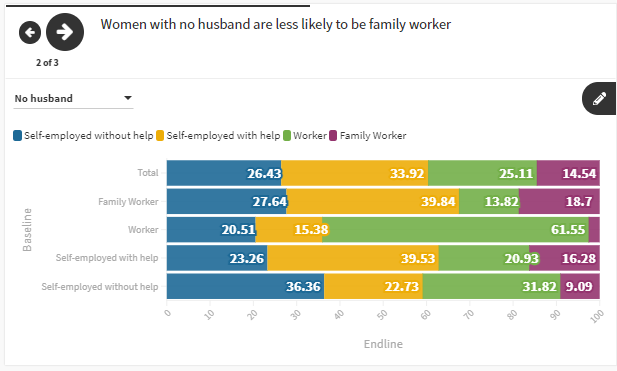 Women with no husband are less likely to be family worker
2 of 3
No husband
Self-employed without help Self-employed with help Worker Family Worker
Total 26.43 33.92 25.11 14.54
Family Worker 27.64 39.84 13.82 18.7
Worker 20.51 15.38 61.55
Self-employed with help 23.26 39.53 20.93 16.28
Self-employed without help 36.36 22.73 31.82 9.09
Baseline
0 10 20 30 40 50 60 70 80 90 100
Endline